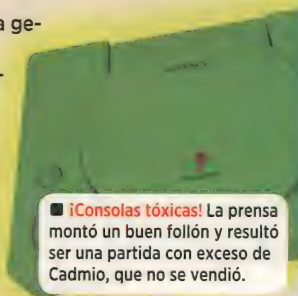 a ge-
-
¡Consolas tóxicas! La prensa
montó un buen follón y resultó
ser una partida con exceso de
Cadmio, que no se vendió.